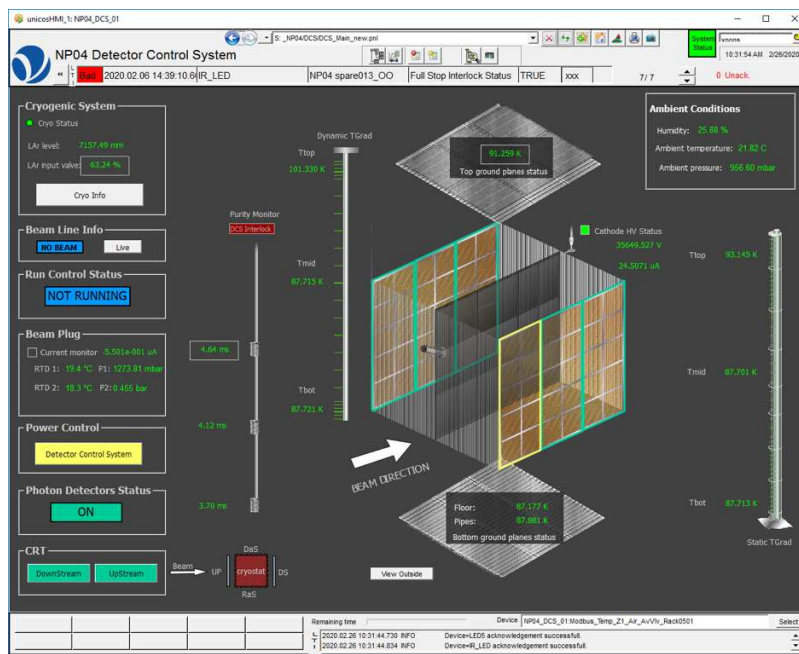 unicosHMI_1: NP04_DCS_01
S: _NP04/DCS/DCS_Main_new.pnl
System Status
NP04 Detector Control System
10:31:54 AM 2/26/2020
L T I Bad 2020.02.06 14:39:10.6 IR_LED NP04 spare013_OO Full Stop Interlock Status TRUE xxx 7/7 0 Unack.
Cryogenic System
Cryo Status
LAr level: 7157.49 mm
LAr input valve: 63.24 %
Cryo Info
Beam Line Info
NO BEAM Live
Run Control Status
NOT RUNNING
Beam Plug
Current monitor -5.501e-001 uA
RTD 1: 19.4 °C P1: 1273.81 mbar
RTD 2: 18.3 °C P2: 0.455 bar
Power Control
Detector Control System
Photon Detectors Status
ON
CRT
DownStream UpStream
Beam
UP
DaS
cryostat
DS
RaS
Purity Monitor
DCS Interlock
4.64 ms
4.12 ms
3.70 ms
Dynamic TGrad
Ttop
101.330 K
Tmid
87.715 K
Tbot
87.721 K
91.259 K
Top ground planes status
Cathode HV Status
35649.527 V
24.5071 uA
BEAM DIRECTION
Floor: 87.177 K
Pipes: 87.881 K
Bottom ground planes status
View Outside
Ambient Conditions
Humidity: 25.88 %
Ambient temperature: 21.82 C
Ambient pressure: 956.60 mbar
Ttop 93.145 K
Tmid 87.701 K
Tbot 87.713 K
Static TGrad
Remaining time
Device NP04_DCS_01:Modbus_Temp_Z1_Air_AvVlv_Rack0501 Select
L T I
2020.02.26 10:31:44.730 INFO Device=LED5 acknowledgement successfull.
2020.02.26 10:31:44.834 INFO Device=IR_LED acknowledgement successfull.